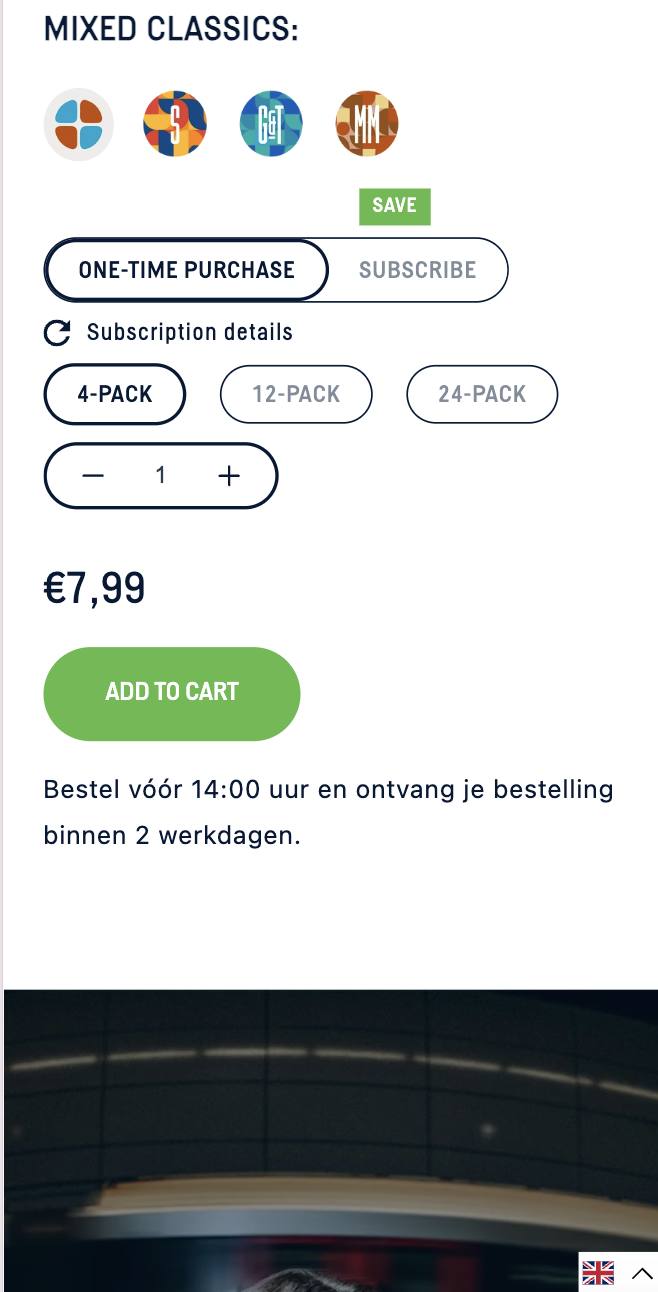 MIXED CLASSICS:
S
G&T
MM
SAVE
ONE-TIME PURCHASE
SUBSCRIBE
Subscription details
4-PACK
12-PACK
24-PACK
1
€7,99
ADD TO CART
Bestel vóór 14:00 uur en ontvang je bestelling
binnen 2 werkdagen.